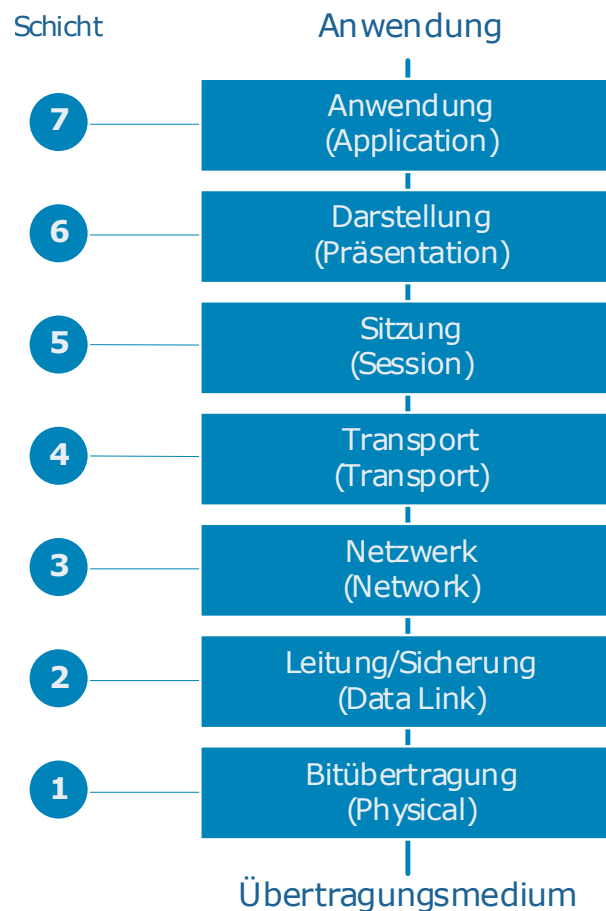 Schicht
Anwendung
7
Anwendung
(Application)
6
Darstellung
(Präsentation)
5
Sitzung
(Session)
4
Transport
(Transport)
3
Netzwerk
(Network)
2
Leitung/Sicherung
(Data Link)
1
Bitübertragung
(Physical)
Übertragungsmedium